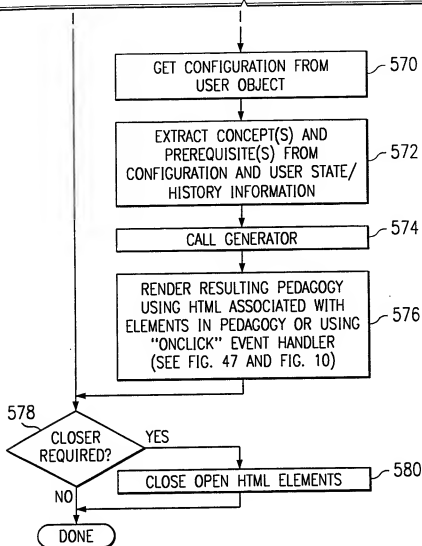 GET CONFIGURATION FROM
USER OBJECT
570
EXTRACT CONCEPT(S) AND
PREREQUISITE(S) FROM
CONFIGURATION AND USER STATE/
HISTORY INFORMATION
572
CALL GENERATOR
574
RENDER RESULTING PEDAGOGY
USING HTML ASSOCIATED WITH
ELEMENTS IN PEDAGOGY OR USING
"ONCLICK" EVENT HANDLER
(SEE FIG. 47 AND FIG. 10)
576
578
CLOSER
REQUIRED?
YES
CLOSE OPEN HTML ELEMENTS
580
NO
DONE